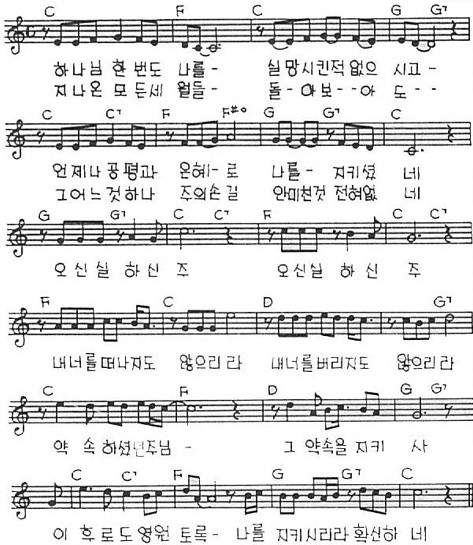 C F C G G7
하나님 한 번도 나를- 실망시킨적 없으 시고-
지나온 모든세 월들- 돌-아보--아 도--
C C7 F F#o C G G7 C
언제나 공평과 은혜-로 나를- 지키셨 네
그어느것하나 주의손길 안미친것 전혀없 네
G G7 C C7 F C C7
오 신실 하 신 주 오 신실 하 신 주
F C D G7
내너를떠나지도 않으리라 내너를버리지도 않으리라
C F D G G7
약 속 하셨던주님 - 그 약속을 지키 사
C C7 F D G G7 C
이 후로도 영원 토록- 나를 지키시리라 확신하 네